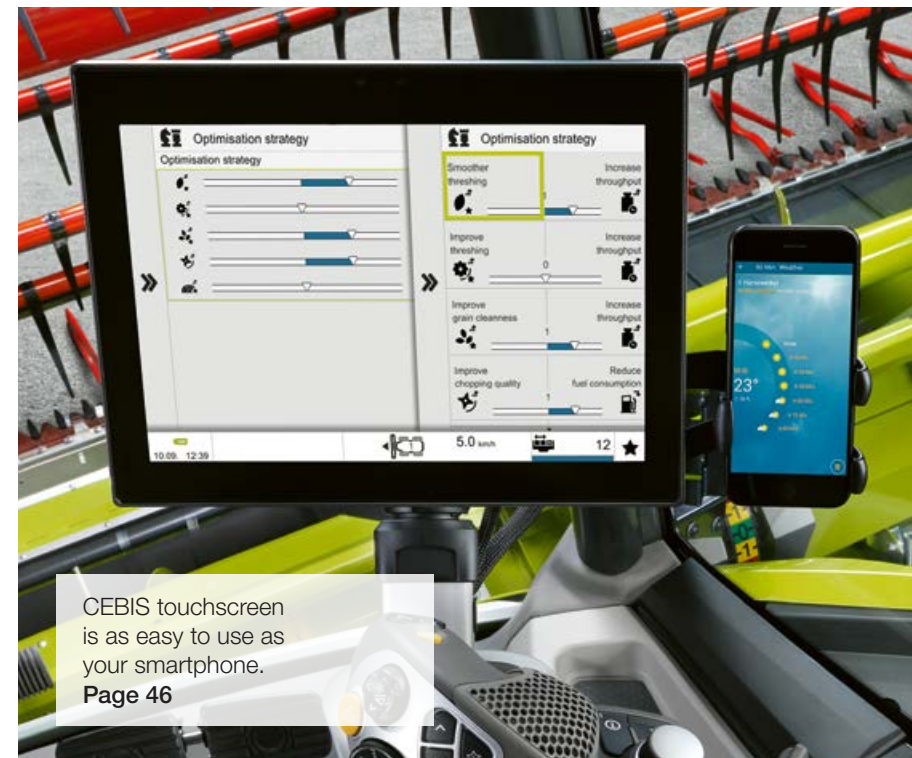 Optimisation strategy
Optimisation strategy
10.09. 12:39
Optimisation strategy
Smoother
threshing
Increase
throughput
1
Improve
threshing
Increase
throughput
0
Improve
grain cleanness
Increase
throughput
1
Improve
chopping quality
Reduce
fuel consumption
1
5.0 km/h
12
Weather
23°
CEBIS touchscreen
is as easy to use as
your smartphone.
Page 46